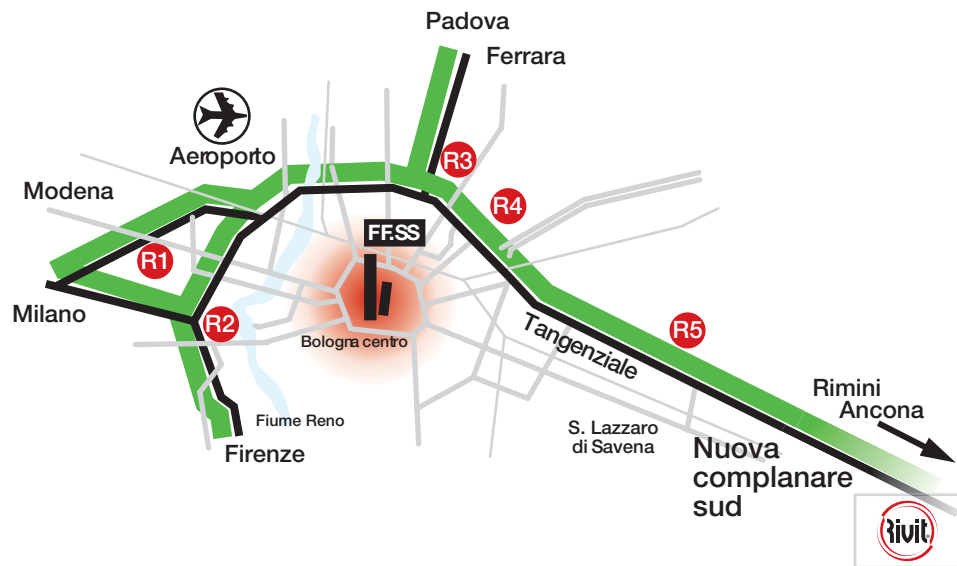 Padova
Ferrara
Aeroporto
R3
Modena
R4
FF.SS
R1
Milano
R2
Bologna centro
Tangenziale
R5
Rimini
Ancona
Fiume Reno
Firenze
S. Lazzaro
di Savena
Nuova
complanare
sud
Rivit